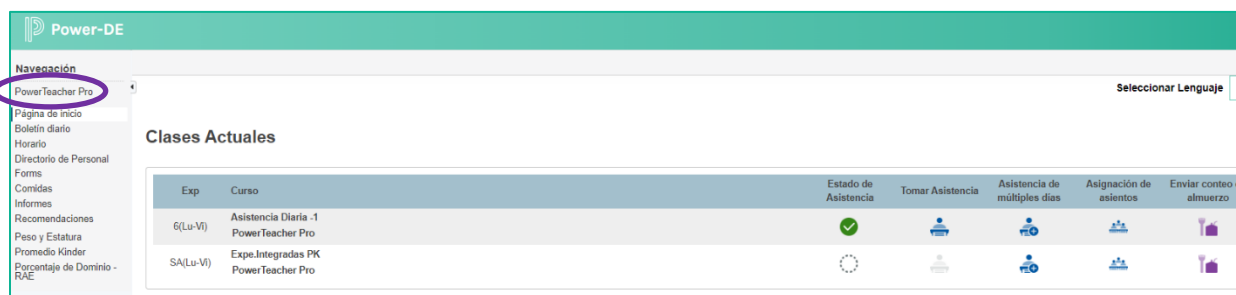 Power-DE
Navegación
PowerTeacher Pro
Página de inicio
Boletín diario
Horario
Directorio de Personal
Forms
Comidas
Informes
Recomendaciones
Peso y Estatura
Promedio Kinder
Porcentaje de Dominio -
RAE
Seleccionar Lenguaje
Clases Actuales
Exp Curso Estado de Asistencia Tomar Asistencia Asistencia de múltiples días Asignación de asientos Enviar conteo almuerzo
6(Lu-Vi) Asistencia Diaria -1
PowerTeacher Pro
SA(Lu-Vi) Expe.Integradas PK
PowerTeacher Pro